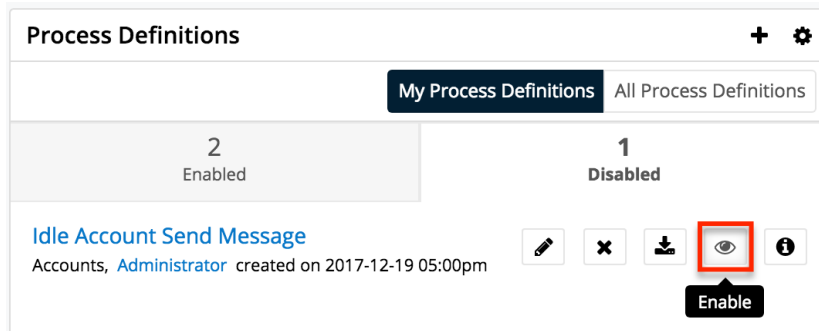 Process Definitions
My Process Definitions All Process Definitions
2 1
Enabled Disabled
Idle Account Send Message
Accounts, Administrator created on 2017-12-19 05:00pm
Enable